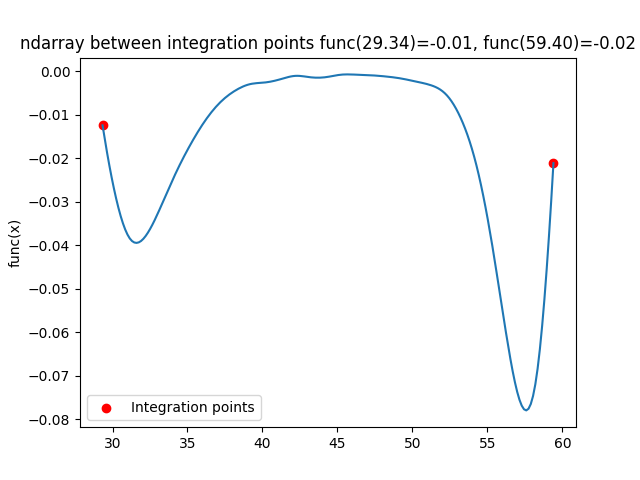 ndarray between integration points func(29.34)=-0.01, func(59.40)=-0.02
0.00
−0.01
−0.02
−0.03
−0.04
−0.05
−0.06
−0.07
−0.08
func(x)
Integration points
30 35 40 45 50 55 60